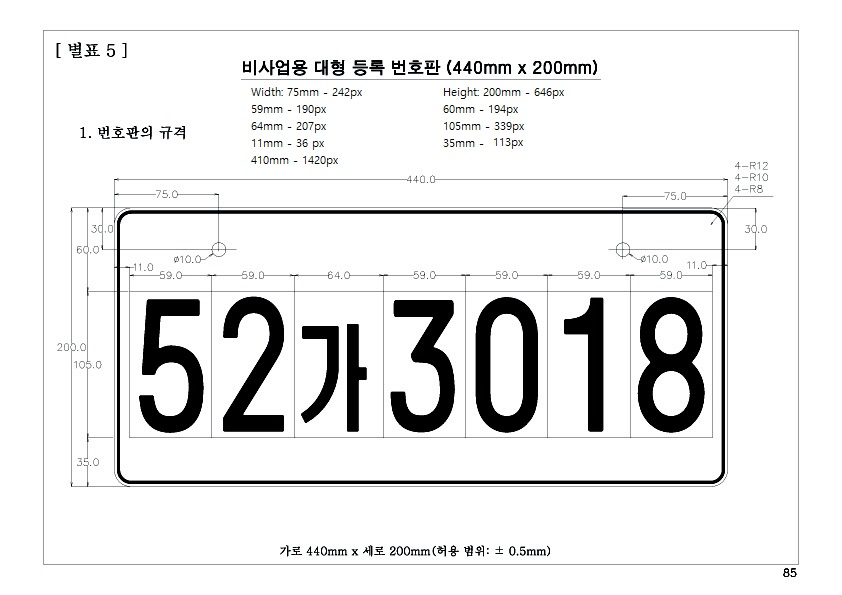 [ 별표 5 ]
비사업용 대형 등록 번호판 (440mm x 200mm)
Width: 75mm - 242px
Height: 200mm - 646px
59mm - 190px
60mm - 194px
64mm - 207px
105mm - 339px
11mm - 36 px
35mm - 113px
410mm - 1420px
1. 번호판의 규격
4-R12
4-R10
4-R8
440.0
75.0
75.0
30.0
30.0
60.0
ø10.0
ø10.0
11.0
11.0
59.0 59.0 64.0 59.0 59.0 59.0 59.0
52가3018
200.0
105.0
35.0
가로 440mm x 세로 200mm(허용 범위: ± 0.5mm)
85